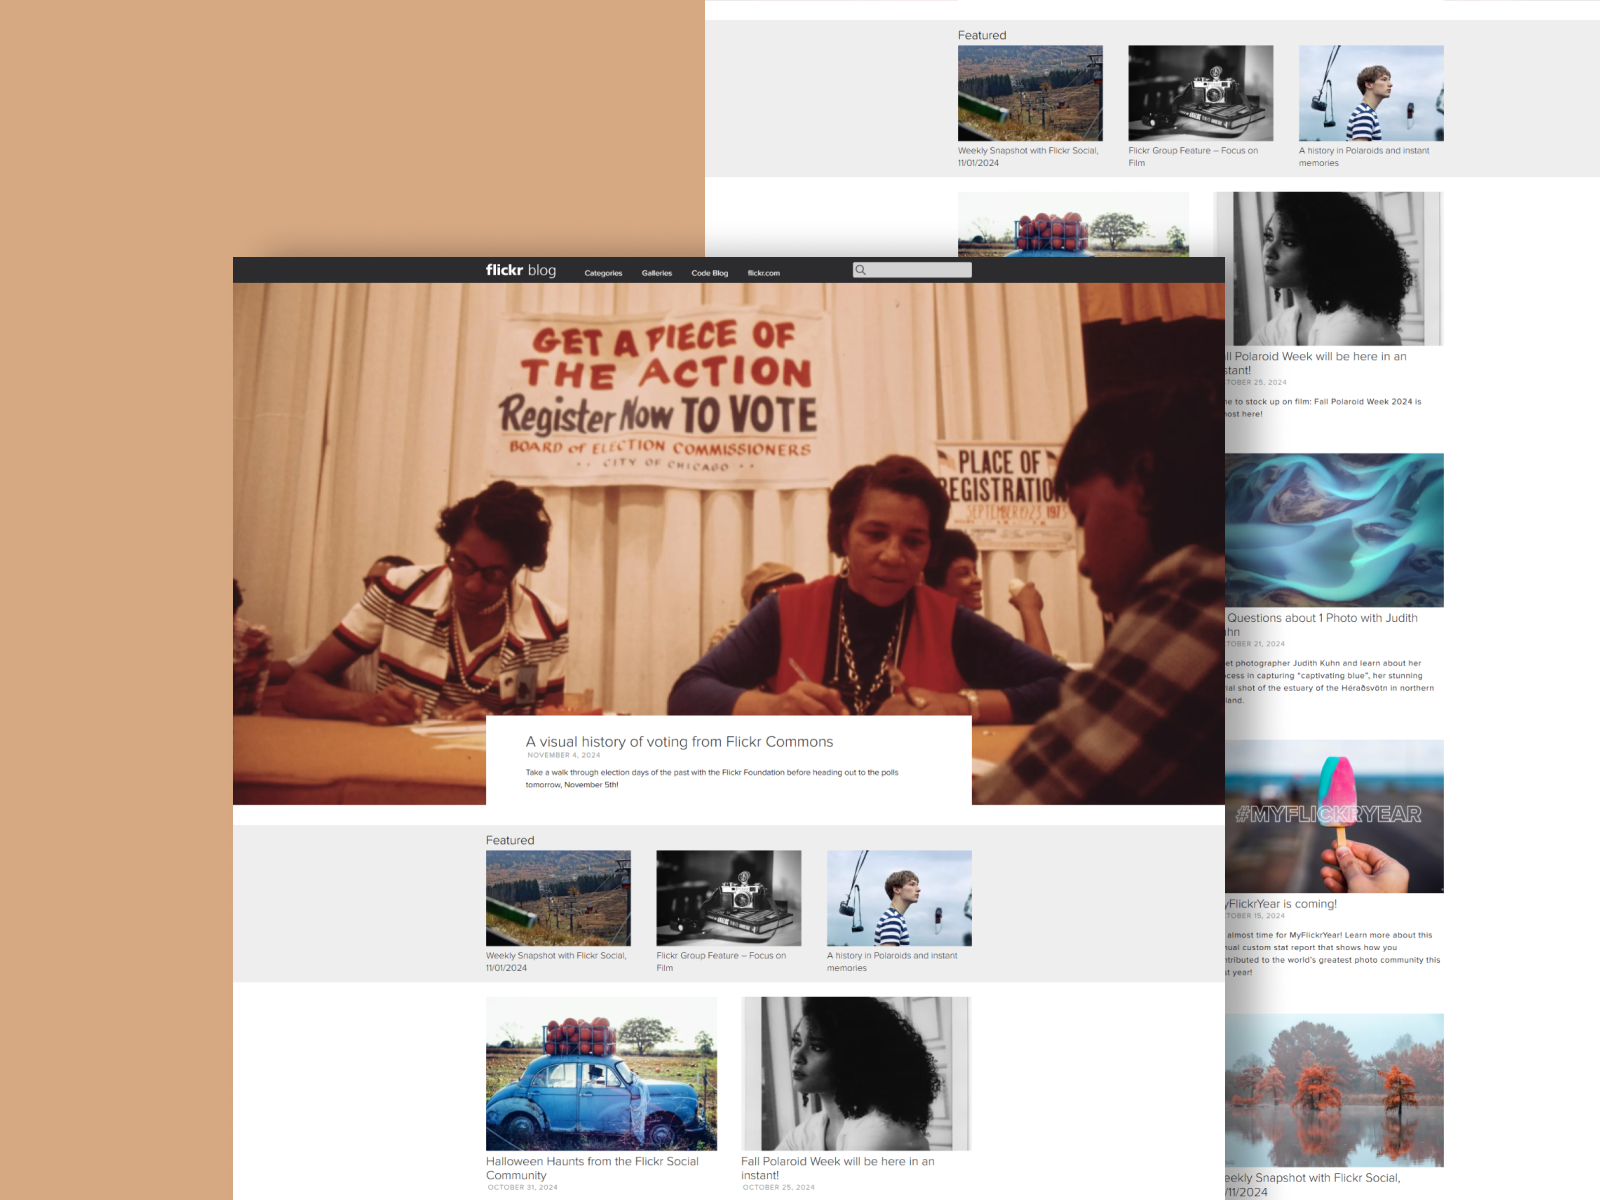 Featured
Weekly Snapshot with Flickr Social,
11/01/2024
Flickr Group Feature – Focus on
Film
A history in Polaroids and instant
memories
flickr blog
Categories
Galleries
Code Blog
flickr.com
GET A PIECE OF
THE ACTION
Register Now TO VOTE
BOARD OF ELECTION COMMISSIONERS
CITY OF CHICAGO
PLACE OF
REGISTRATION
A visual history of voting from Flickr Commons
NOVEMBER 4, 2024
Take a walk through election days of the past with the Flickr Foundation before heading out to the polls
tomorrow, November 5th!
Featured
Weekly Snapshot with Flickr Social,
11/01/2024
Flickr Group Feature – Focus on
Film
A history in Polaroids and instant
memories
Halloween Haunts from the Flickr Social
Community
OCTOBER 31, 2024
Fall Polaroid Week will be here in an
instant!
OCTOBER 25, 2024
ll Polaroid Week will be here in an
stant!
TOBER 25, 2024
e to stock up on film: Fall Polaroid Week 2024 is
ost here!
Questions about 1 Photo with Judith
hn
TOBER 21, 2024
et photographer Judith Kuhn and learn about her
cess in capturing "captivating blue", her stunning
ial shot of the estuary of the Héraðsvötn in northern
land.
#MYFLICKRYEAR
yFlickrYear is coming!
TOBER 15, 2024
almost time for MyFlickrYear! Learn more about this
nual custom stat report that shows how you
ntributed to the world's greatest photo community this
t year!
eekly Snapshot with Flickr Social,
/11/2024